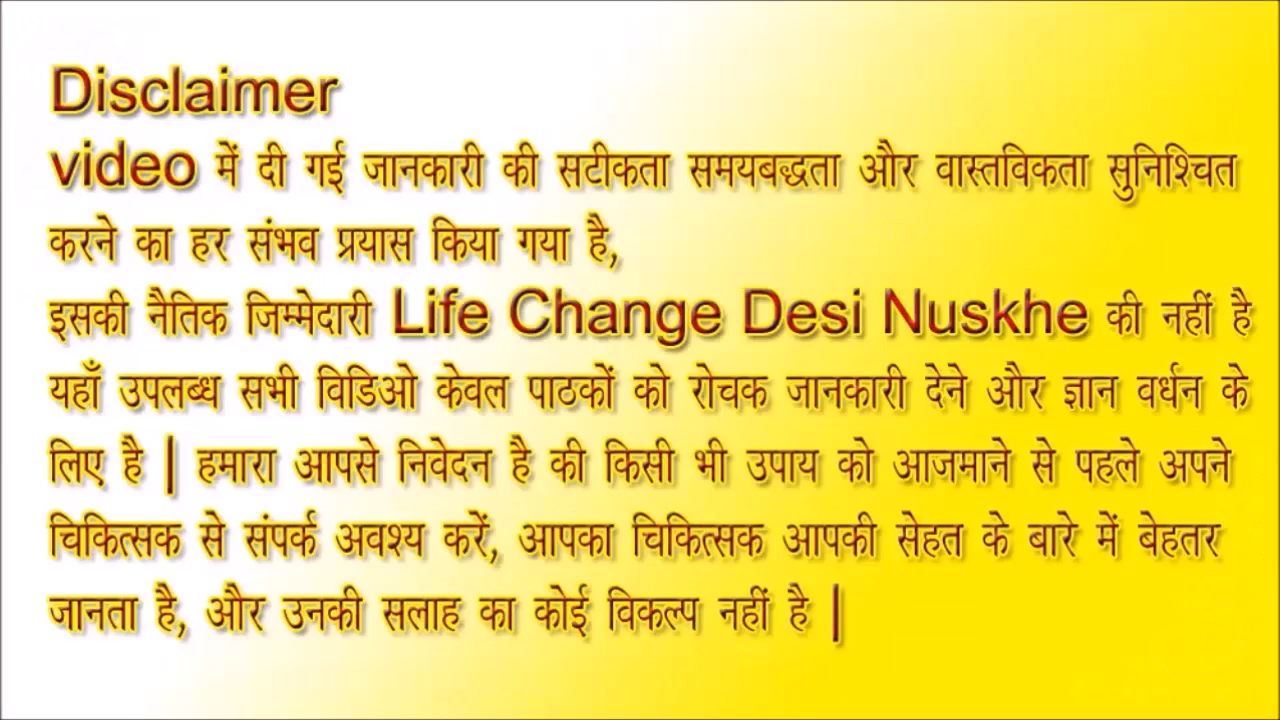 Disclaimer
video में दी गई जानकारी की सटीकता समयबद्धता और वास्तविकता सुनिश्चित
करने का हर संभव प्रयास किया गया है,
इसकी नैतिक जिम्मेदारी Life Change Desi Nuskhe की नहीं है
यहाँ उपलब्ध सभी विडिओ केवल पाठकों को रोचक जानकारी देने और ज्ञान वर्धन के
लिए है | हमारा आपसे निवेदन है की किसी भी उपाय को आजमाने से पहले अपने
चिकित्सक से संपर्क अवश्य करें, आपका चिकित्सक आपकी सेहत के बारे में बेहतर
जानता है, और उनकी सलाह का कोई विकल्प नहीं है |